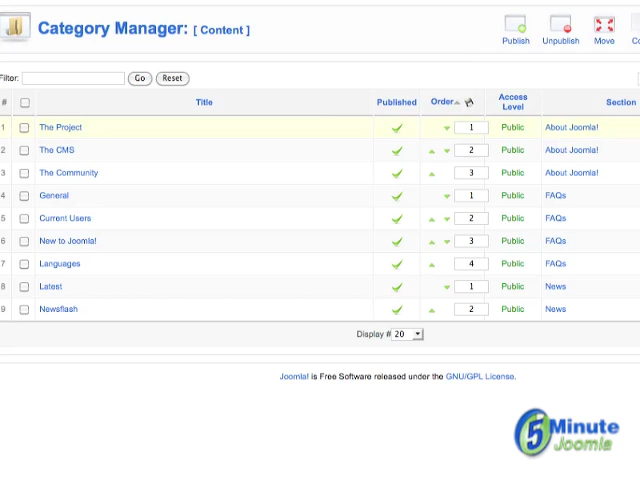 Category Manager: [ Content ]
Publish Unpublish Move
Filter: Go Reset
# Title Published Order Access Level Section
1 The Project 1 Public About Joomla!
2 The CMS 2 Public About Joomla!
3 The Community 3 Public About Joomla!
4 General 1 Public FAQs
5 Current Users 2 Public FAQs
6 New to Joomla! 3 Public FAQs
7 Languages 4 Public FAQs
8 Latest 1 Public News
9 Newsflash 2 Public News
Display # 20
Joomla! is Free Software released under the GNU/GPL License.
5 Minute
Joomla